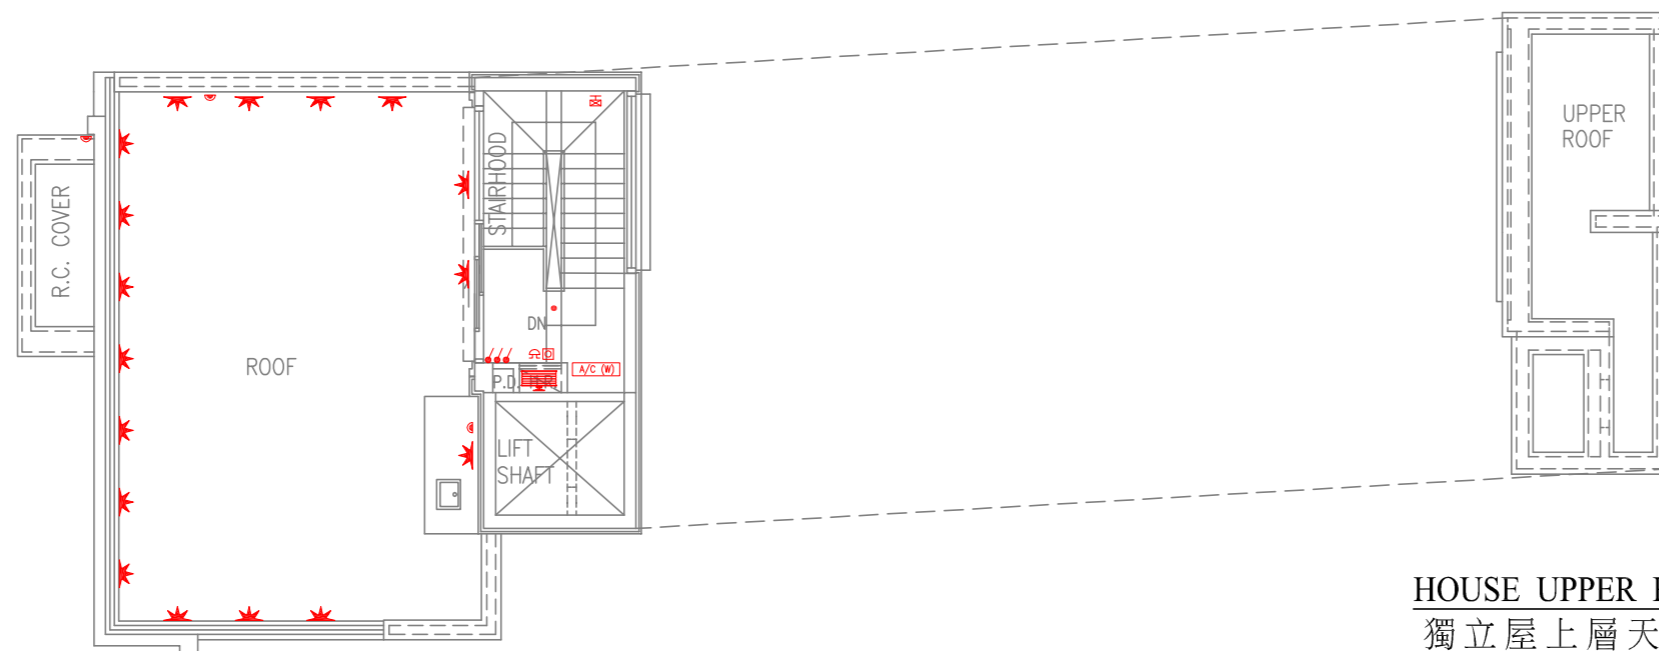 UPPER
ROOF
STAIRHOOD
R.C. COVER
DN
ROOF
A/C (W)
P.D.
LIFT
SHAFT
H
H
HOUSE UPPER
獨立屋上層天